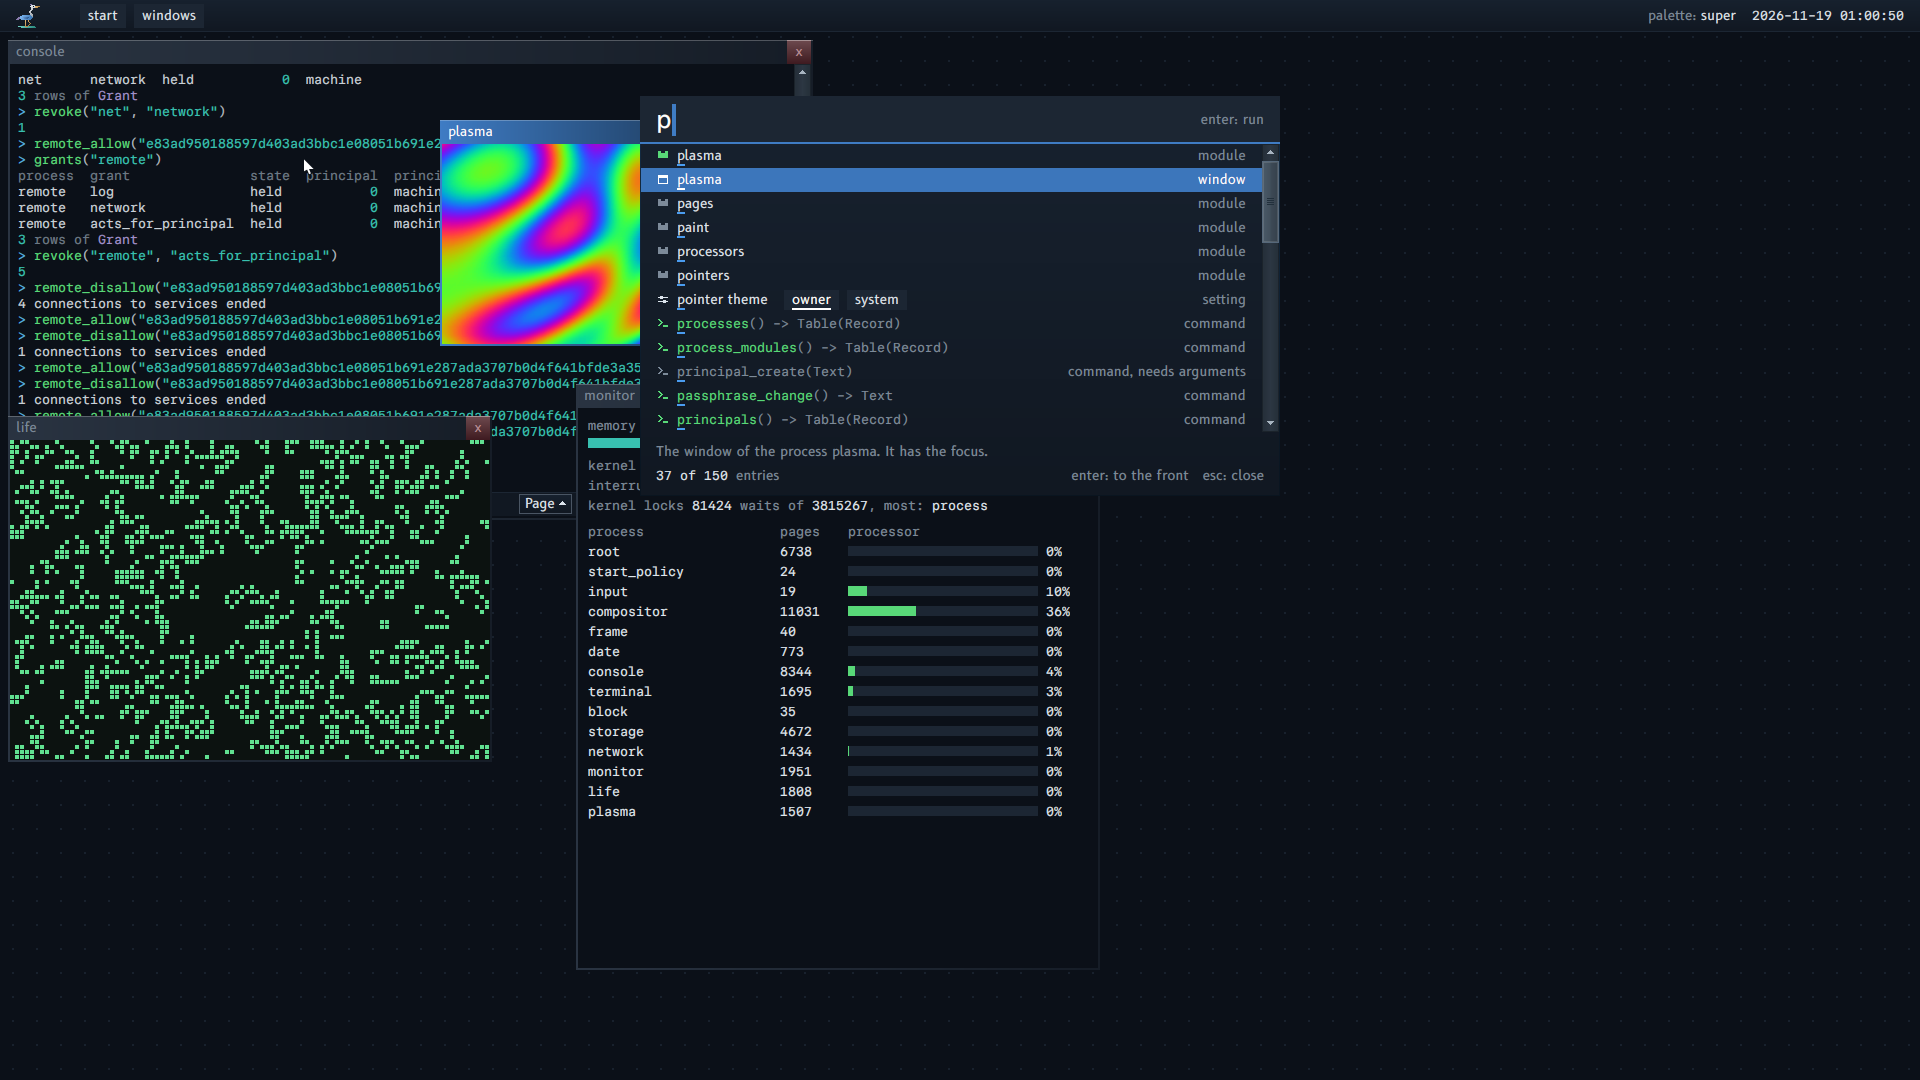 start windows palette: super 2026-11-19 01:00:50
console x
net network held 0 machine
3 rows of Grant
> revoke("net", "network")
1
> remote_allow("e83ad950188597d403ad3bbc1e08051b691e2
> grants("remote")
process grant state principal princi
remote log held 0 machin
remote network held 0 machin
remote acts_for_principal held 0 machin
3 rows of Grant
> revoke("remote", "acts_for_principal")
5
> remote_disallow("e83ad950188597d403ad3bbc1e08051b69
4 connections to services ended
> remote_allow("e83ad950188597d403ad3bbc1e08051b691e2
> remote_disallow("e83ad950188597d403ad3bbc1e08051b69
1 connections to services ended
> remote_allow("e83ad950188597d403ad3bbc1e08051b691e287ada3707b0d4f641bfde3a35
> remote_disallow("e83ad950188597d403ad3bbc1e08051b691e287ada3707b0d4f641bfde3
1 connections to services ended
> remote_allow("e83ad950188597d403ad3bbc1e08051b691e287ada3707b0d4f641
da3707b0d4f
Page
plasma
p enter: run
plasma module
plasma window
pages module
paint module
processors module
pointers module
pointer theme owner system setting
>_ processes() -> Table(Record) command
>_ process_modules() -> Table(Record) command
>_ principal_create(Text) command, needs arguments
>_ passphrase_change() -> Text command
>_ principals() -> Table(Record) command
The window of the process plasma. It has the focus.
37 of 150 entries enter: to the front esc: close
life x
monitor
memory
kernel
interru
kernel locks 81424 waits of 3815267, most: process
process pages processor
root 6738 0%
start_policy 24 0%
input 19 10%
compositor 11031 36%
frame 40 0%
date 773 0%
console 8344 4%
terminal 1695 3%
block 35 0%
storage 4672 0%
network 1434 1%
monitor 1951 0%
life 1808 0%
plasma 1507 0%